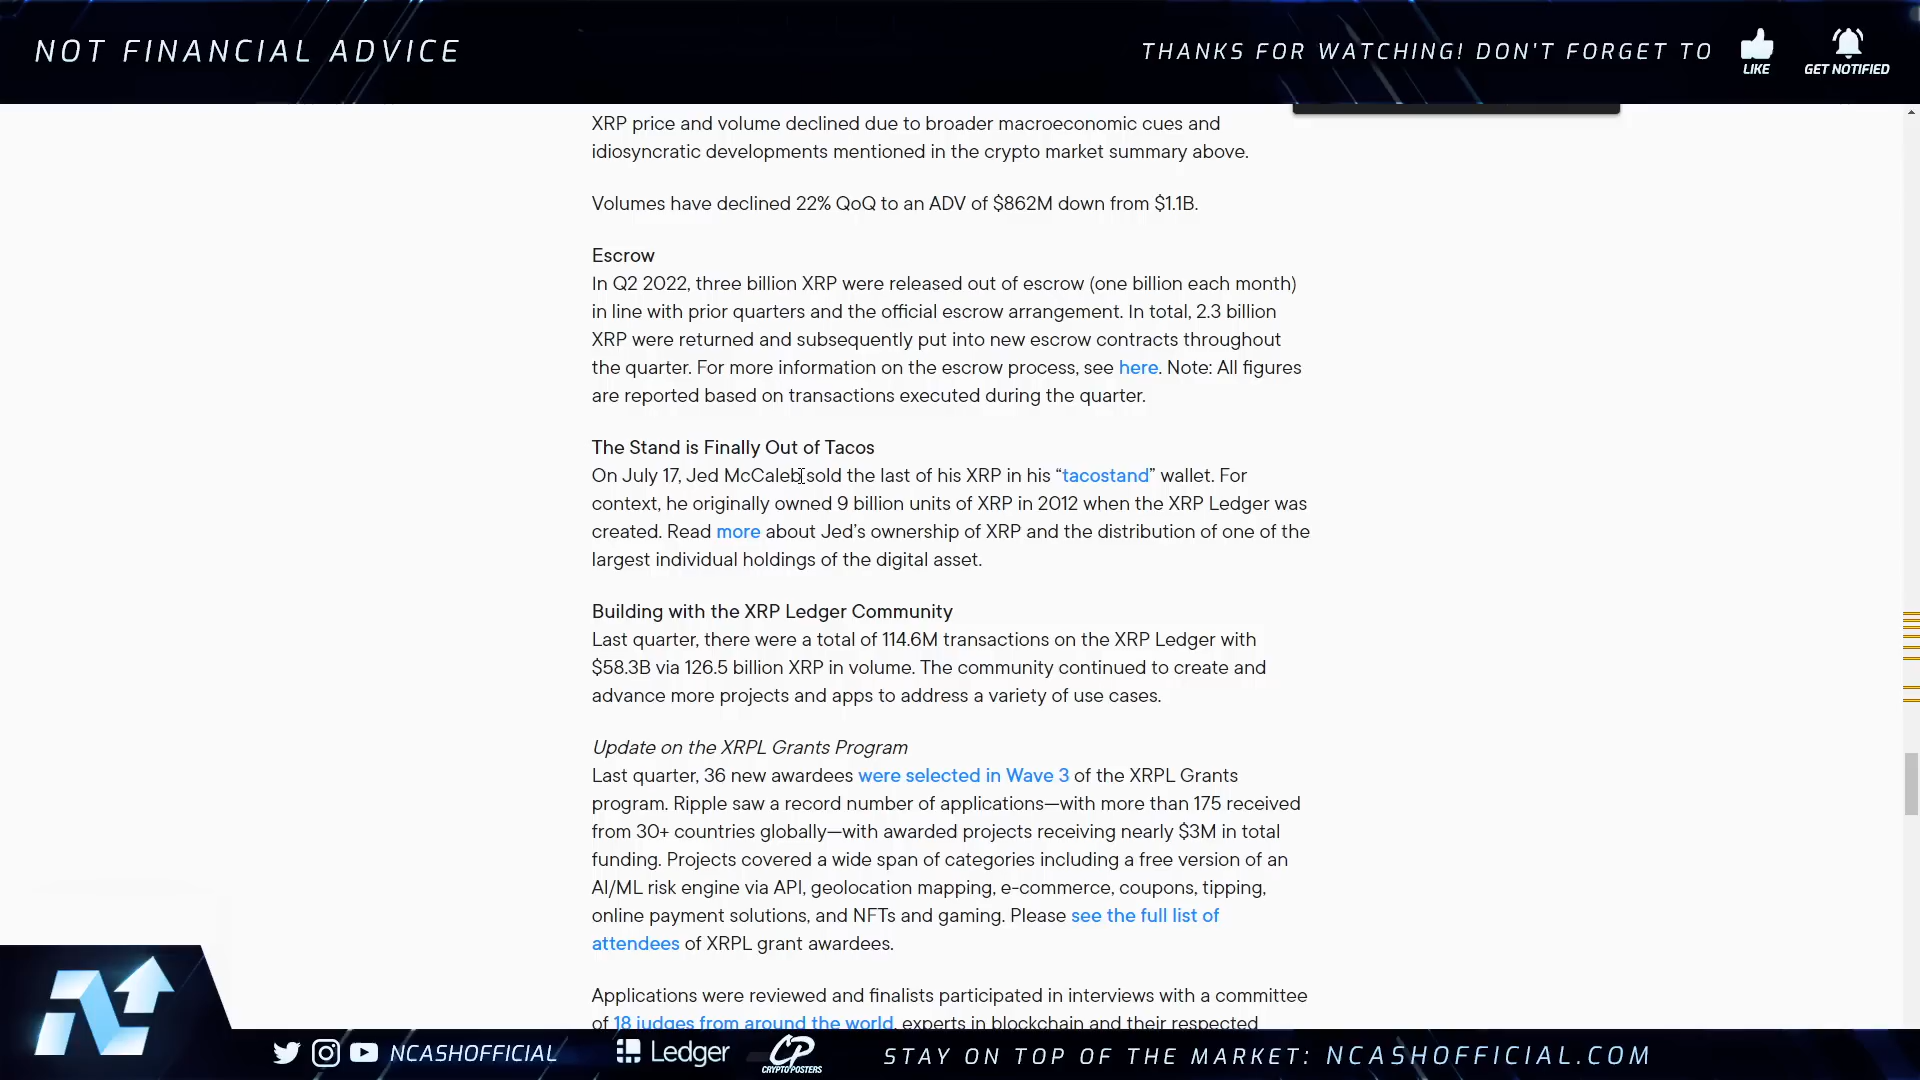 NOT FINANCIAL ADVICE
THANKS FOR WATCHING! DON'T FORGET TO
LIKE
GET NOTIFIED
XRP price and volume declined due to broader macroeconomic cues and
idiosyncratic developments mentioned in the crypto market summary above.
Volumes have declined 22% QoQ to an ADV of $862M down from $1.1B.
Escrow
In Q2 2022, three billion XRP were released out of escrow (one billion each month)
in line with prior quarters and the official escrow arrangement. In total, 2.3 billion
XRP were returned and subsequently put into new escrow contracts throughout
the quarter. For more information on the escrow process, see here. Note: All figures
are reported based on transactions executed during the quarter.
The Stand is Finally Out of Tacos
On July 17, Jed McCaleb sold the last of his XRP in his “tacostand” wallet. For
context, he originally owned 9 billion units of XRP in 2012 when the XRP Ledger was
created. Read more about Jed’s ownership of XRP and the distribution of one of the
largest individual holdings of the digital asset.
Building with the XRP Ledger Community
Last quarter, there were a total of 114.6M transactions on the XRP Ledger with
$58.3B via 126.5 billion XRP in volume. The community continued to create and
advance more projects and apps to address a variety of use cases.
Update on the XRPL Grants Program
Last quarter, 36 new awardees were selected in Wave 3 of the XRPL Grants
program. Ripple saw a record number of applications—with more than 175 received
from 30+ countries globally—with awarded projects receiving nearly $3M in total
funding. Projects covered a wide span of categories including a free version of an
AI/ML risk engine via API, geolocation mapping, e-commerce, coupons, tipping,
online payment solutions, and NFTs and gaming. Please see the full list of
attendees of XRPL grant awardees.
Applications were reviewed and finalists participated in interviews with a committee
of 18 judges from around the world, experts in blockchain and their respected
NCASHOFFICIAL
Ledger
CP
CRYPTOPOSTERS
STAY ON TOP OF THE MARKET: NCASHOFFICIAL.COM